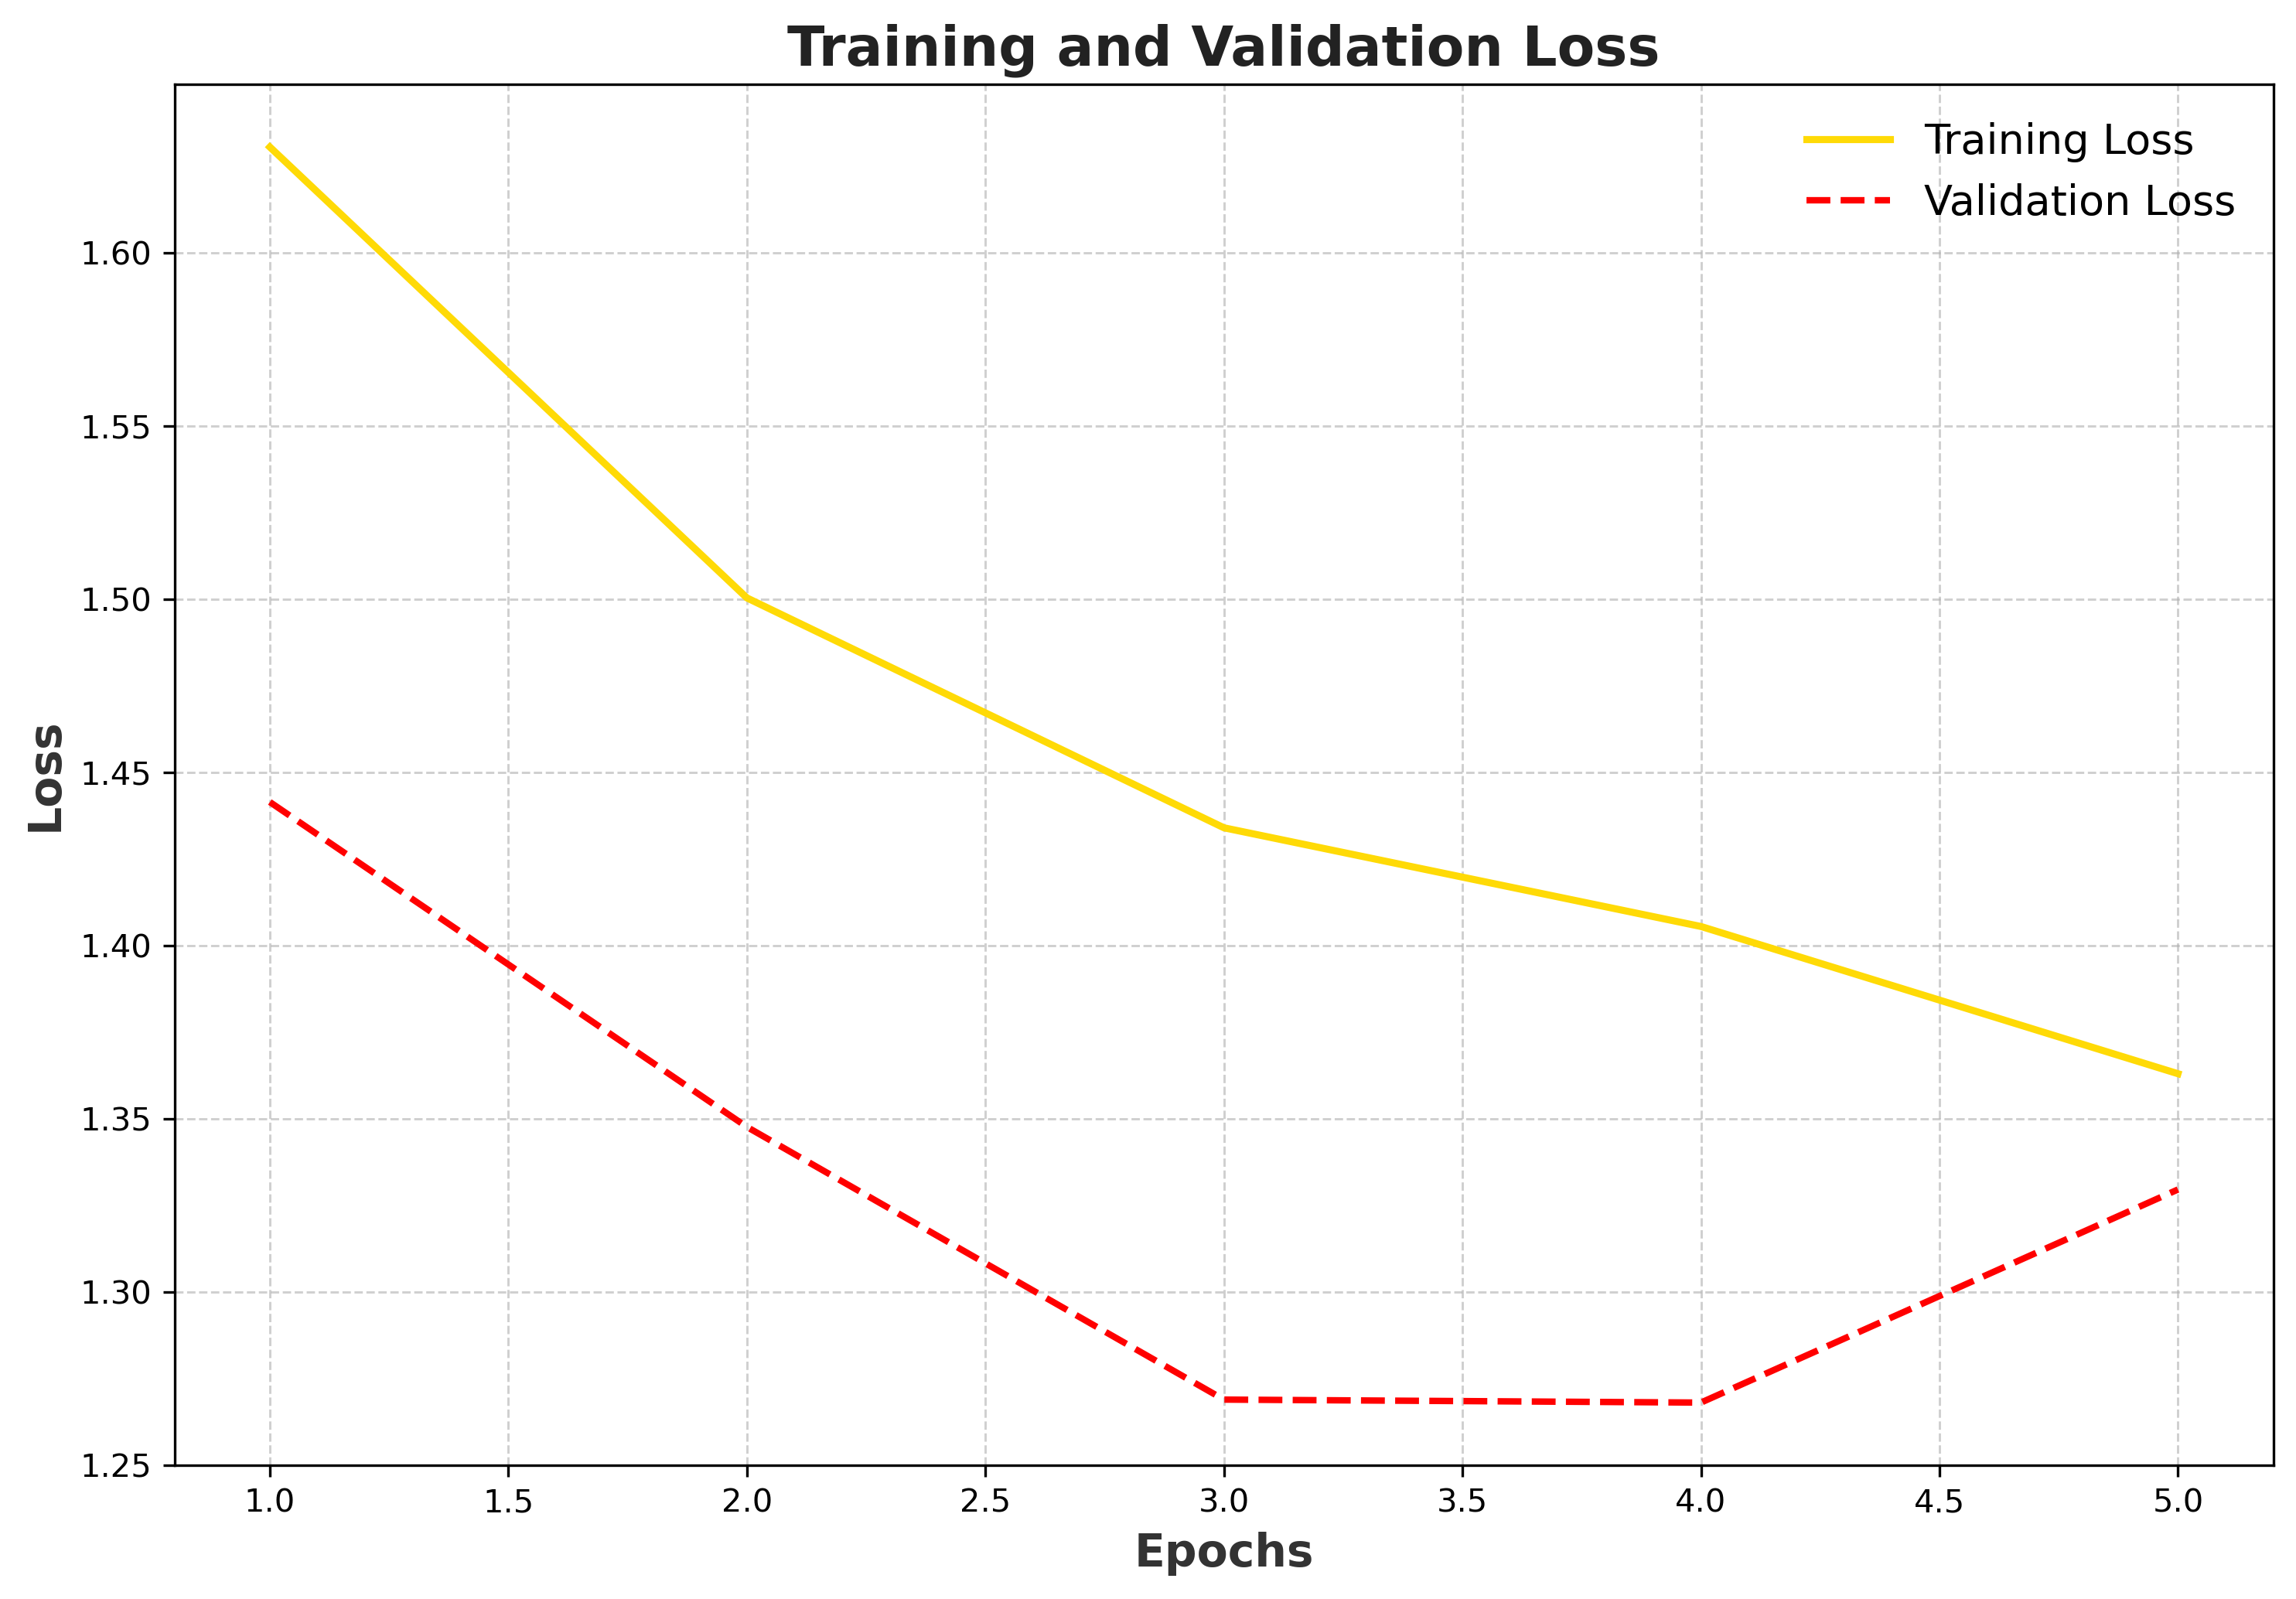 Training and Validation Loss
Training Loss
Validation Loss
1.60
1.55
1.50
1.45
1.40
1.35
1.30
1.25
Loss
1.0 1.5 2.0 2.5 3.0 3.5 4.0 4.5 5.0
Epochs